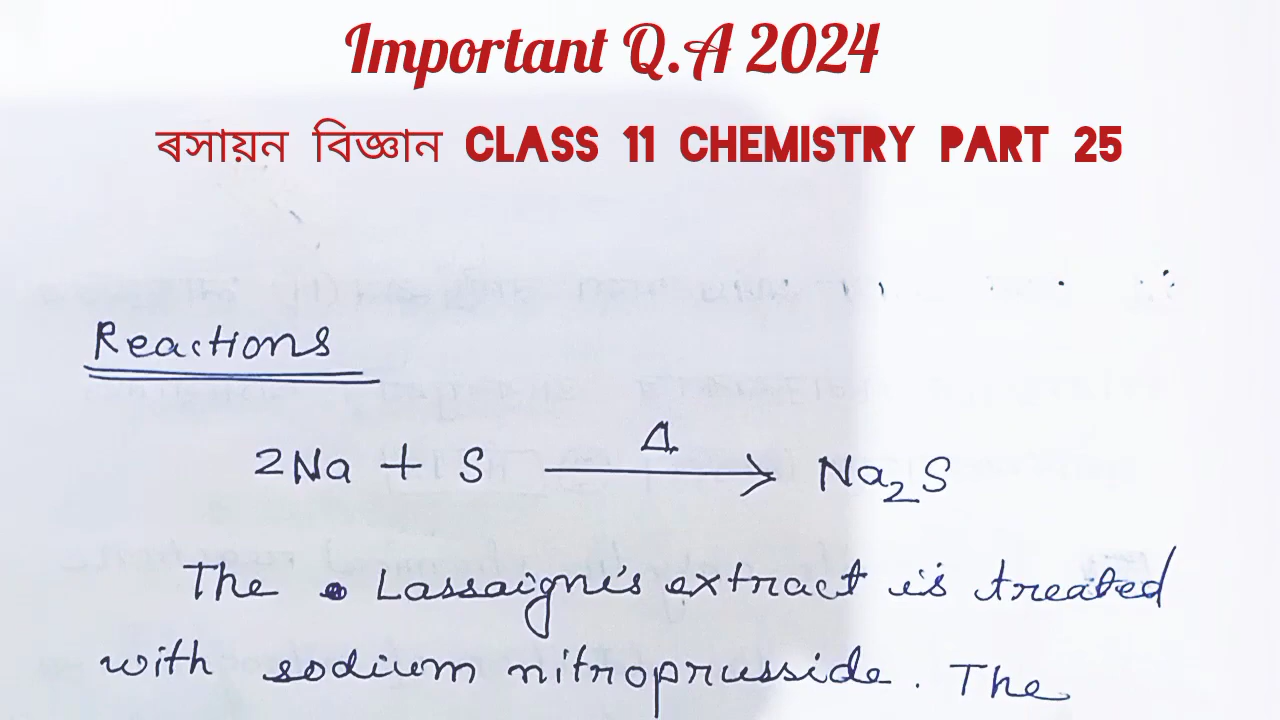 Important Q.A 2024
ৰসায়ন বিজ্ঞান CLASS 11 CHEMISTRY PART 25
Reactions
2Na + S Δ → Na₂S
The Lassaigni's extract is treated
with sodium nitroprusside. The